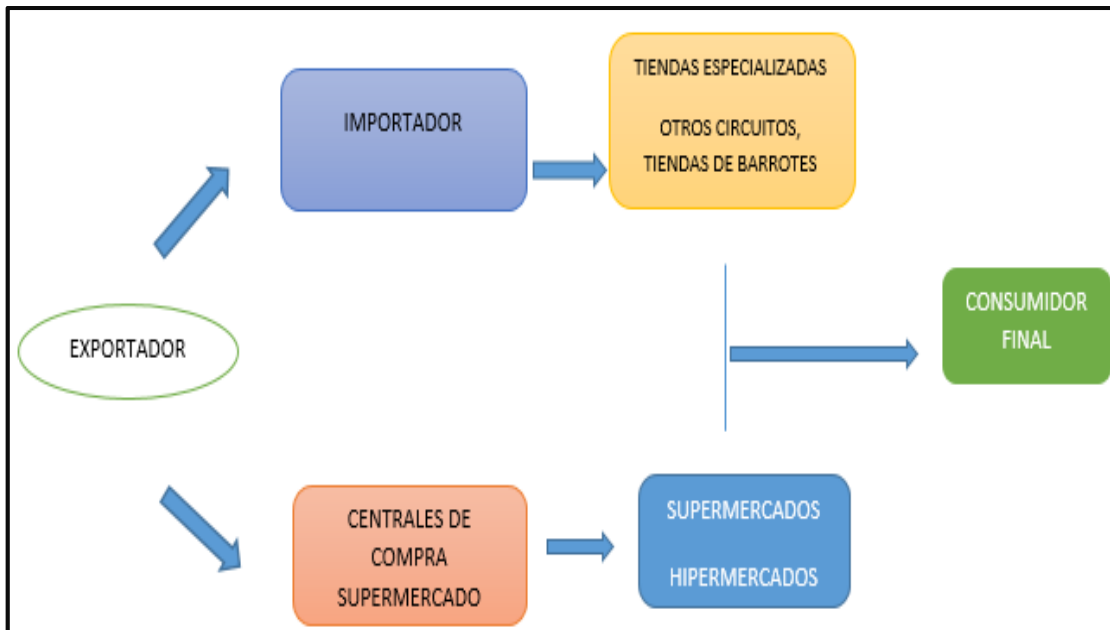 EXPORTADOR
IMPORTADOR
TIENDAS ESPECIALIZADAS
OTROS CIRCUITOS,
TIENDAS DE BARROTES
CENTRALES DE
COMPRA
SUPERMERCADO
SUPERMERCADOS
HIPERMERCADOS
CONSUMIDOR
FINAL